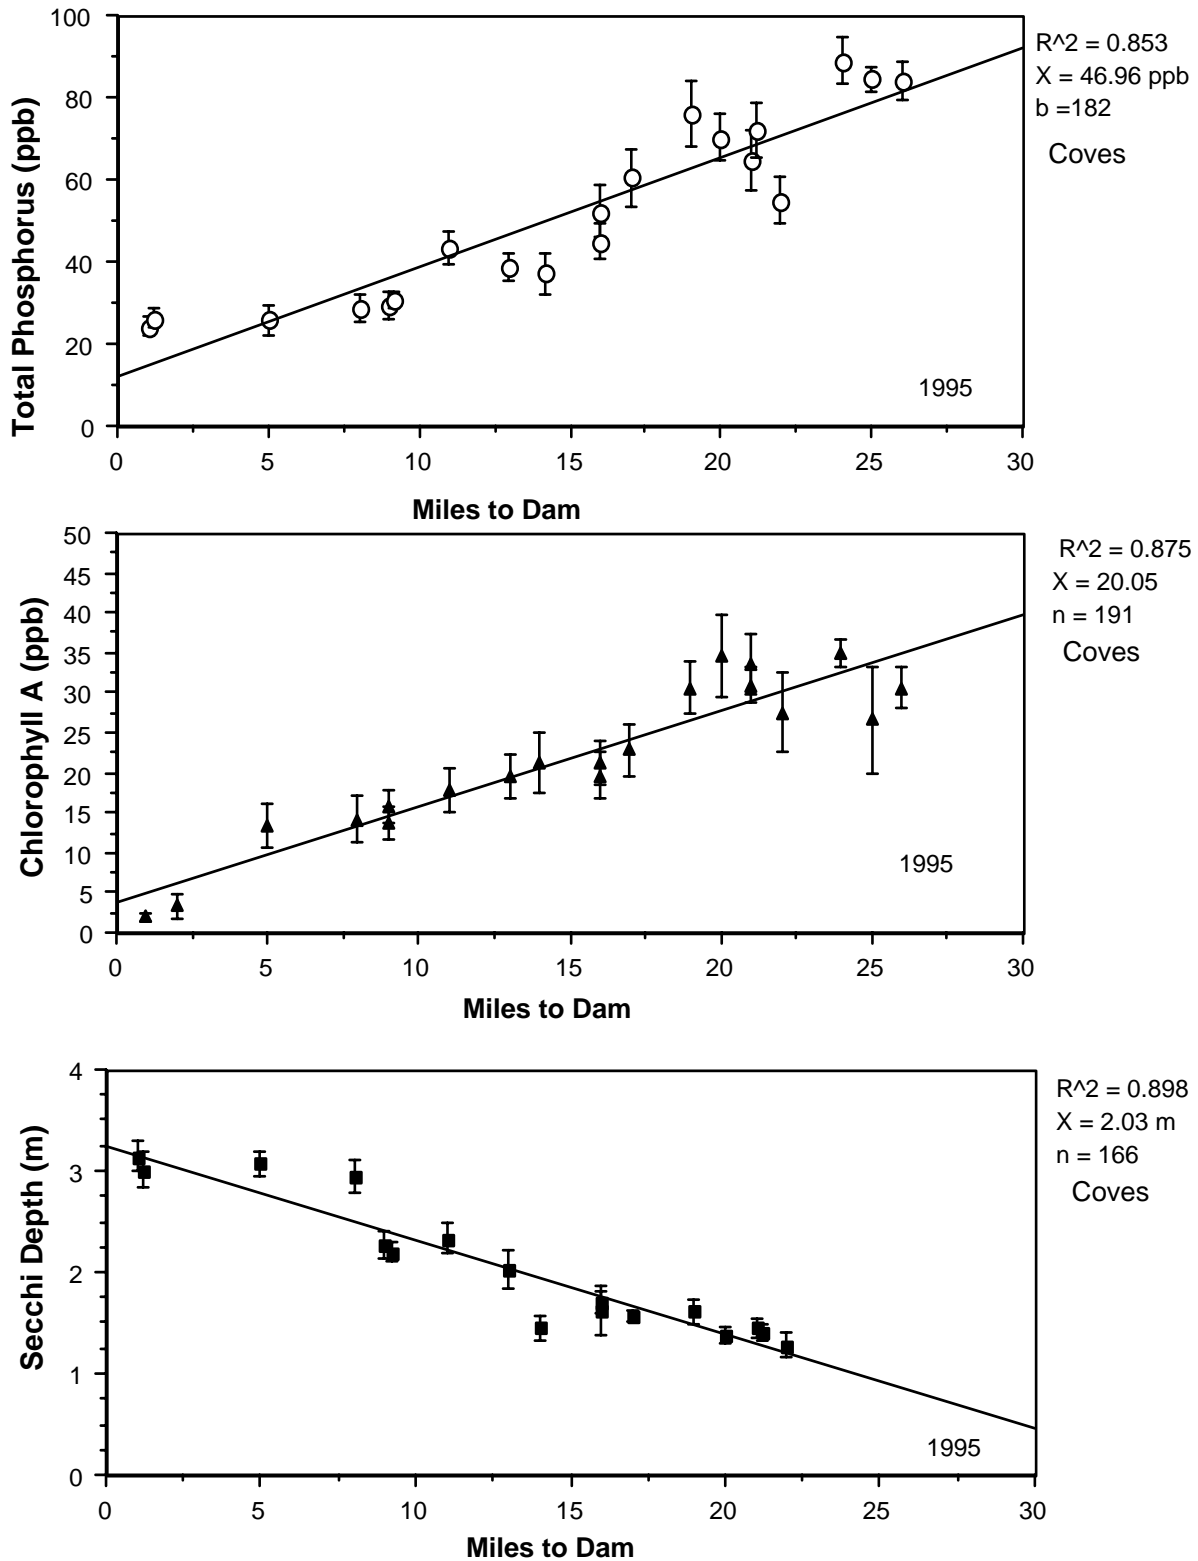 100
80
60
40
20
0
Total Phosphorus (ppb)
R^2 = 0.853
X = 46.96 ppb
b =182
Coves
1995
0 5 10 15 20 25 30
Miles to Dam
50
45
40
35
30
25
20
15
10
5
0
Chlorophyll A (ppb)
R^2 = 0.875
X = 20.05
n = 191
Coves
1995
0 5 10 15 20 25 30
Miles to Dam
4
3
2
1
0
Secchi Depth (m)
R^2 = 0.898
X = 2.03 m
n = 166
Coves
1995
0 5 10 15 20 25 30
Miles to Dam